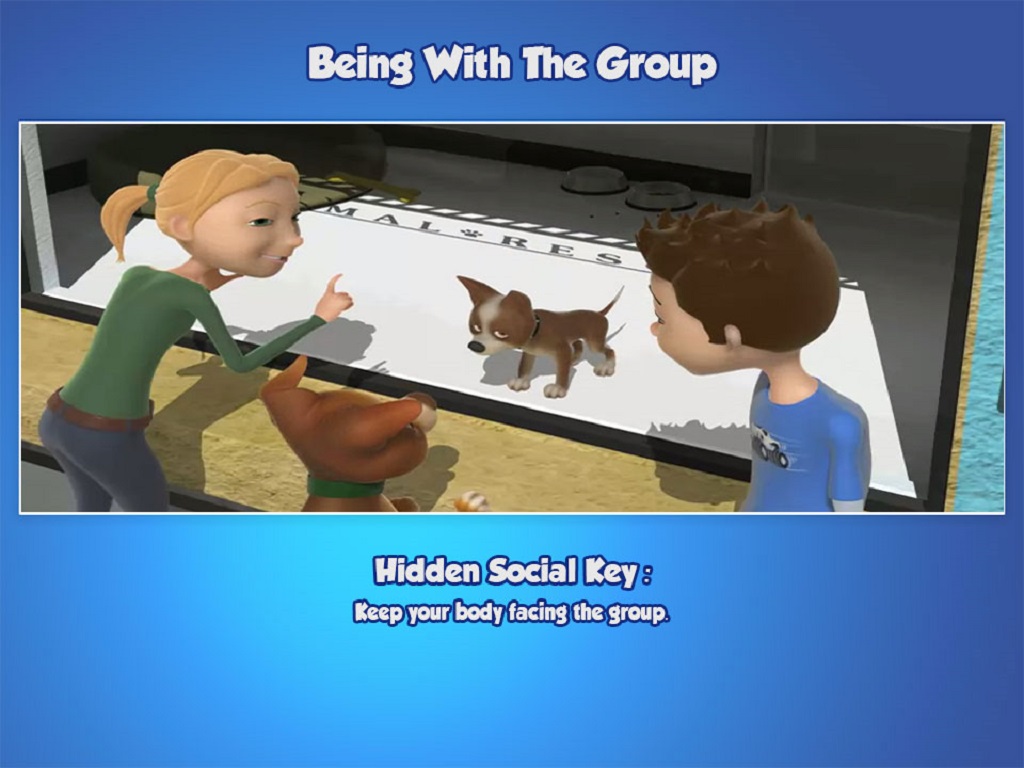 Being With The Group
MAL RES
Hidden Social Key :
Keep your body facing the group.